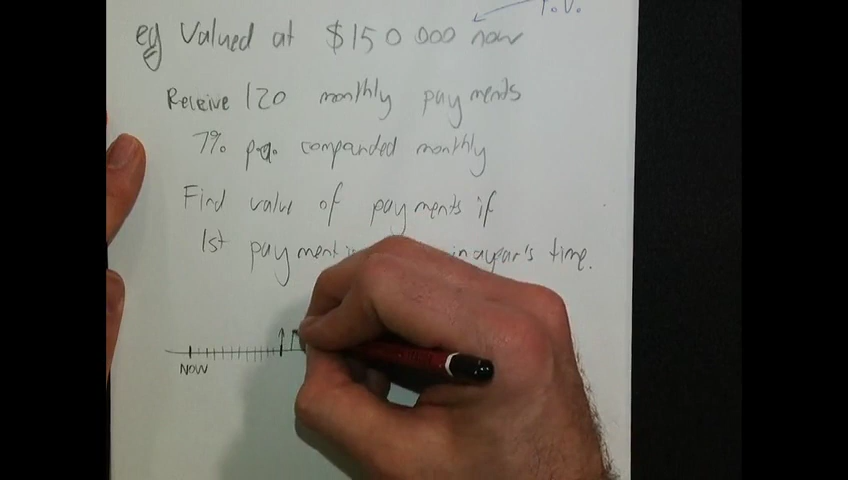 P.V.
eg Valued at $150 000 now
Receive 120 monthly payments
7% p.a. compounded monthly
Find value of payments if
1st payment in a year's time.
NOW